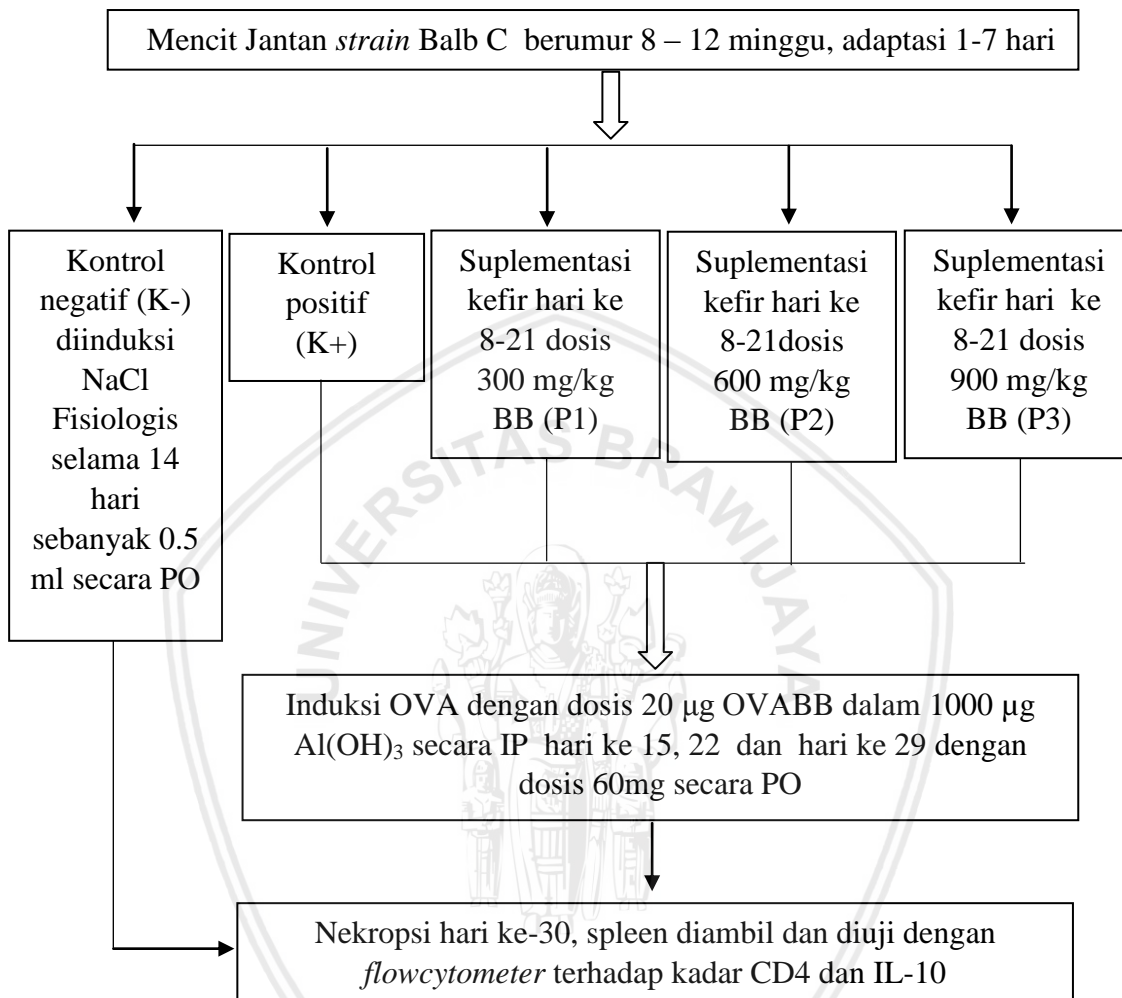 Mencit Jantan strain Balb C berumur 8 – 12 minggu, adaptasi 1-7 hari
Kontrol
negatif (K-)
diinduksi
NaCl
Fisiologis
selama 14
hari
sebanyak 0.5
ml secara PO
Kontrol
positif
(K+)
Suplementasi
kefir hari ke
8-21 dosis
300 mg/kg
BB (P1)
Suplementasi
kefir hari ke
8-21dosis
600 mg/kg
BB (P2)
Suplementasi
kefir hari ke
8-21 dosis
900 mg/kg
BB (P3)
UNIVERSITAS BRAWIJAYA
Induksi OVA dengan dosis 20 μg OVABB dalam 1000 µg
Al(OH)₃ secara IP hari ke 15, 22 dan hari ke 29 dengan
dosis 60mg secara PO
Nekropsi hari ke-30, spleen diambil dan diuji dengan
flowcytometer terhadap kadar CD4 dan IL-10